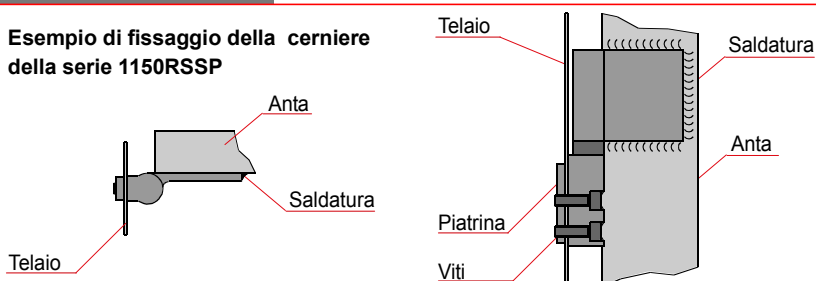 Esempio di fissaggio della cerniere
della serie 1150RSSP
Anta
Saldatura
Telaio
Telaio
Saldatura
Anta
Piatrina
Viti